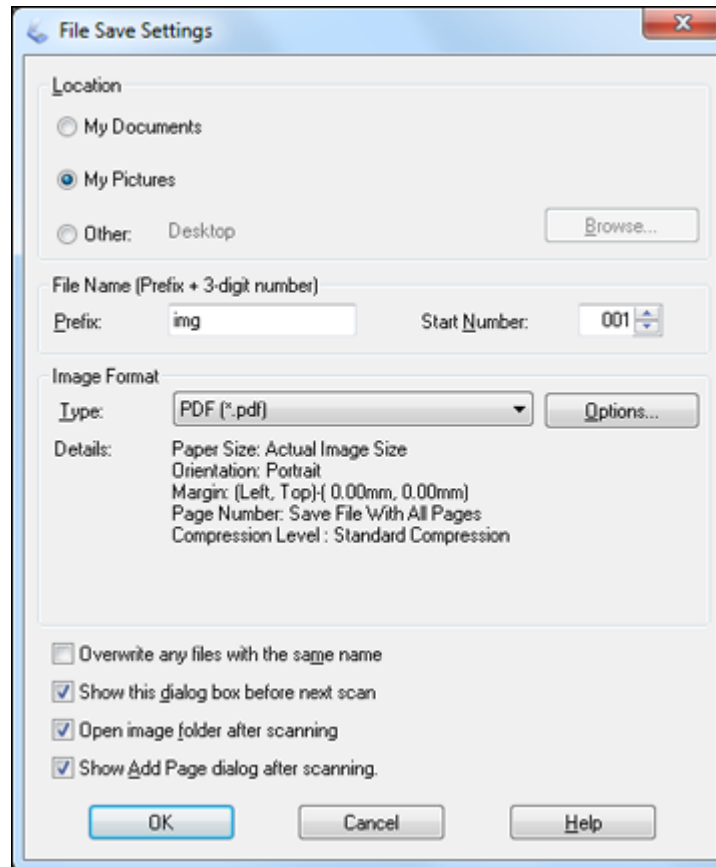 File Save Settings
Location
My Documents
My Pictures
Other: Desktop Browse...
File Name (Prefix + 3-digit number)
Prefix: img Start Number: 001
Image Format
Type: PDF (*.pdf) Options...
Details: Paper Size: Actual Image Size
Orientation: Portrait
Margin: (Left, Top)-( 0.00mm, 0.00mm)
Page Number: Save File With All Pages
Compression Level : Standard Compression
Overwrite any files with the same name
Show this dialog box before next scan
Open image folder after scanning
Show Add Page dialog after scanning.
OK Cancel Help